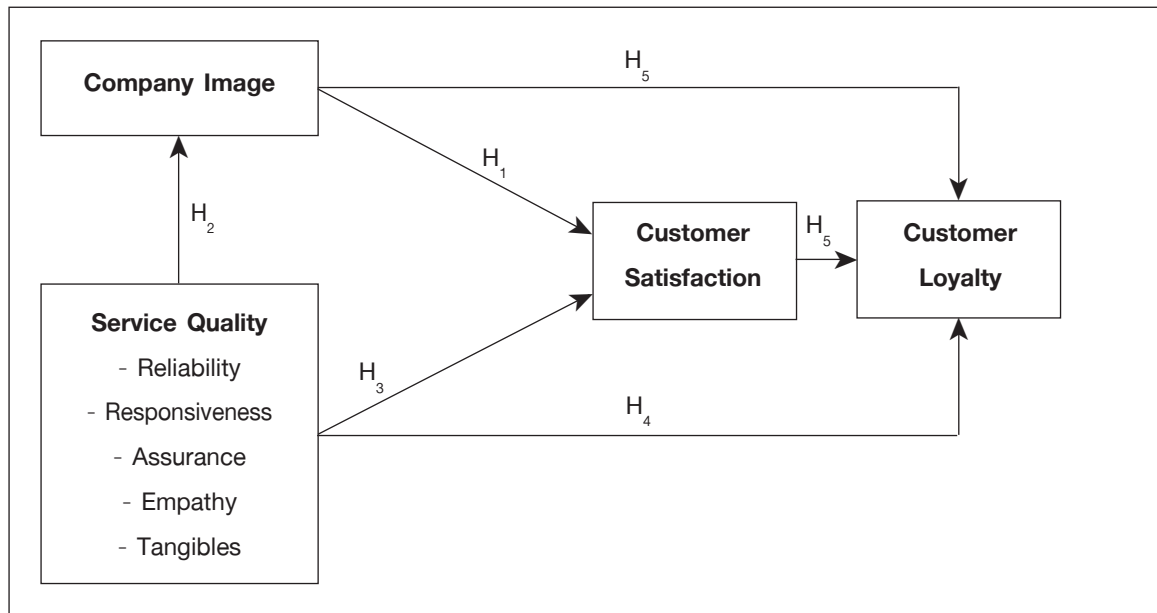 Company Image
H₅
H₁
H₂
Customer
Satisfaction
H₅
Customer
Loyalty
Service Quality
- Reliability
- Responsiveness
- Assurance
- Empathy
- Tangibles
H₃
H₄